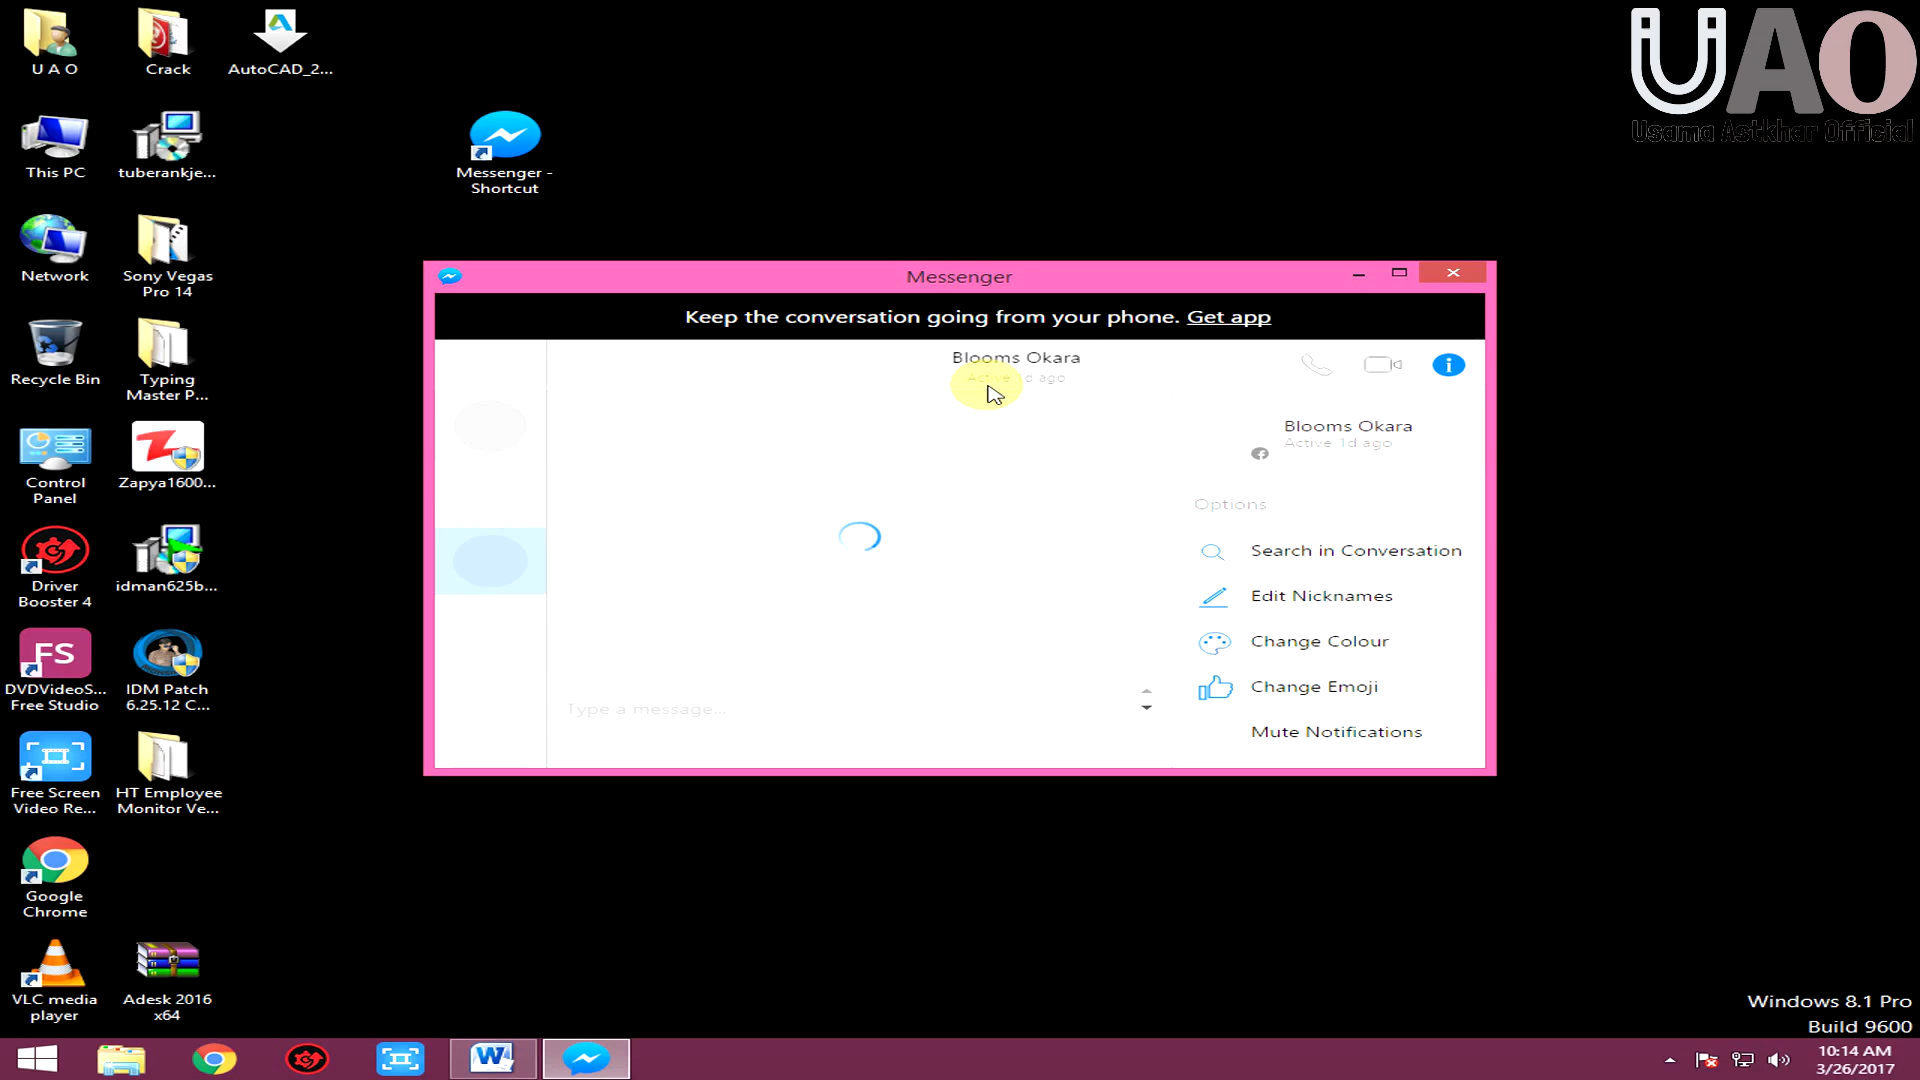 UAO
Usama Astkhar Official
U A O
Crack
AutoCAD_2...
This PC
tuberankje...
Messenger -
Shortcut
Network
Sony Vegas
Pro 14
Recycle Bin
Typing
Master P...
Control
Panel
Zapya1600...
Driver
Booster 4
idman625b...
FS
DVDVideoS...
Free Studio
IDM Patch
6.25.12 C...
Free Screen
Video Re...
HT Employee
Monitor Ve...
Google
Chrome
VLC media
player
Adesk 2016
x64
Messenger
Keep the conversation going from your phone. Get app
Blooms Okara
Active 1d ago
Blooms Okara
Active 1d ago
Options
Search in Conversation
Edit Nicknames
Change Colour
Change Emoji
Mute Notifications
Type a message...
Windows 8.1 Pro
Build 9600
10:14 AM
3/26/2017